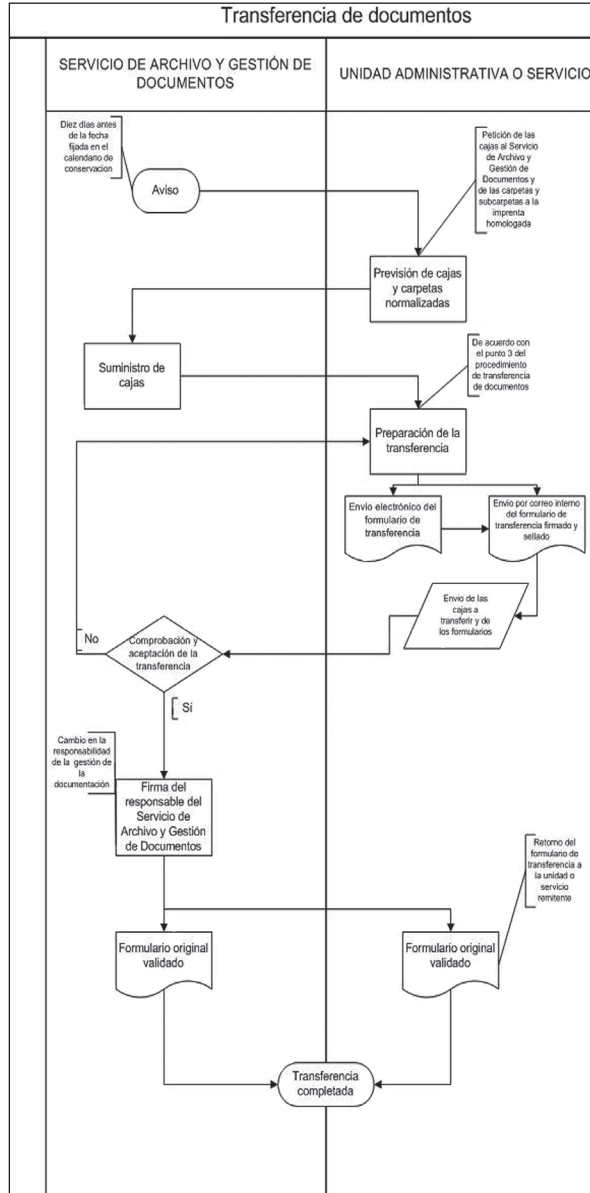 Transferencia de documentos
SERVICIO DE ARCHIVO Y GESTIÓN DE
DOCUMENTOS
UNIDAD ADMINISTRATIVA O SERVICIO
Diez días antes
de la fecha
fijada en el
calendario de
conservacion
Aviso
Petición de las
cajas al Servicio
de Archivo y
Gestión de
Documentos y
de las carpetas y
subcarpetas a la
imprenta
homologada
Previsión de cajas
y carpetas
normalizadas
Suministro de
cajas
De acuerdo con
el punto 3 del
procedimiento
de transferencia
de documentos
Preparación de la
transferencia
Envio electrónico del
formulario de
transferencia
Envio por correo interno
del formulario de
transferencia firmado y
sellado
Envio de las
cajas a
transferir y de
los formularios
No
Comprobación y
aceptación de la
transferencia
Sí
Cambio en la
responsabilidad
de la gestión de
la
documentación
Firma del
responsable del
Servicio de
Archivo y Gestión
de Documentos
Retorno del
formulario de
transferencia a
la unidad o
servicio
remitente
Formulario original
validado
Formulario original
validado
Transferencia
completada